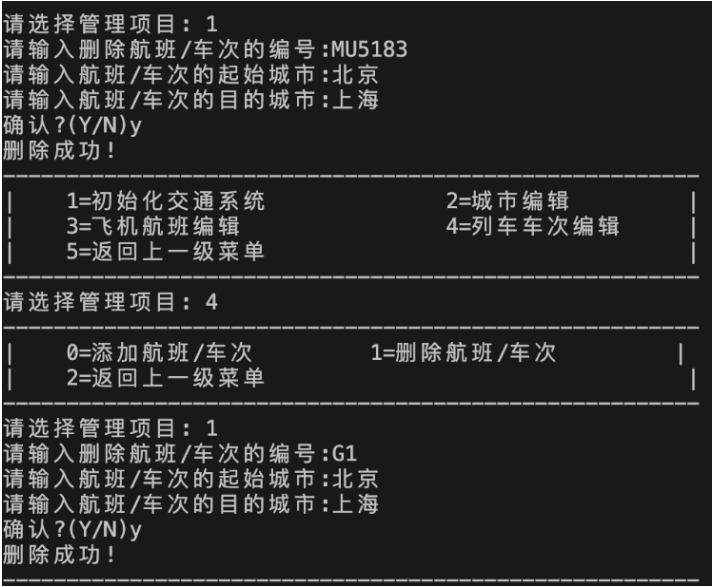 请选择管理项目: 1
请输入删除航班/车次的编号:MU5183
请输入航班/车次的起始城市:北京
请输入航班/车次的目的城市:上海
确认?(Y/N)y
删除成功!
--------------------------------------------------------
|    1=初始化交通系统    2=城市编辑    |
|    3=飞机航班编辑    4=列车车次编辑    |
|    5=返回上一级菜单    |
--------------------------------------------------------
请选择管理项目: 4
--------------------------------------------------------
|    0=添加航班/车次    1=删除航班/车次    |
|    2=返回上一级菜单    |
--------------------------------------------------------
请选择管理项目: 1
请输入删除航班/车次的编号:G1
请输入航班/车次的起始城市:北京
请输入航班/车次的目的城市:上海
确认?(Y/N)y
删除成功!
--------------------------------------------------------